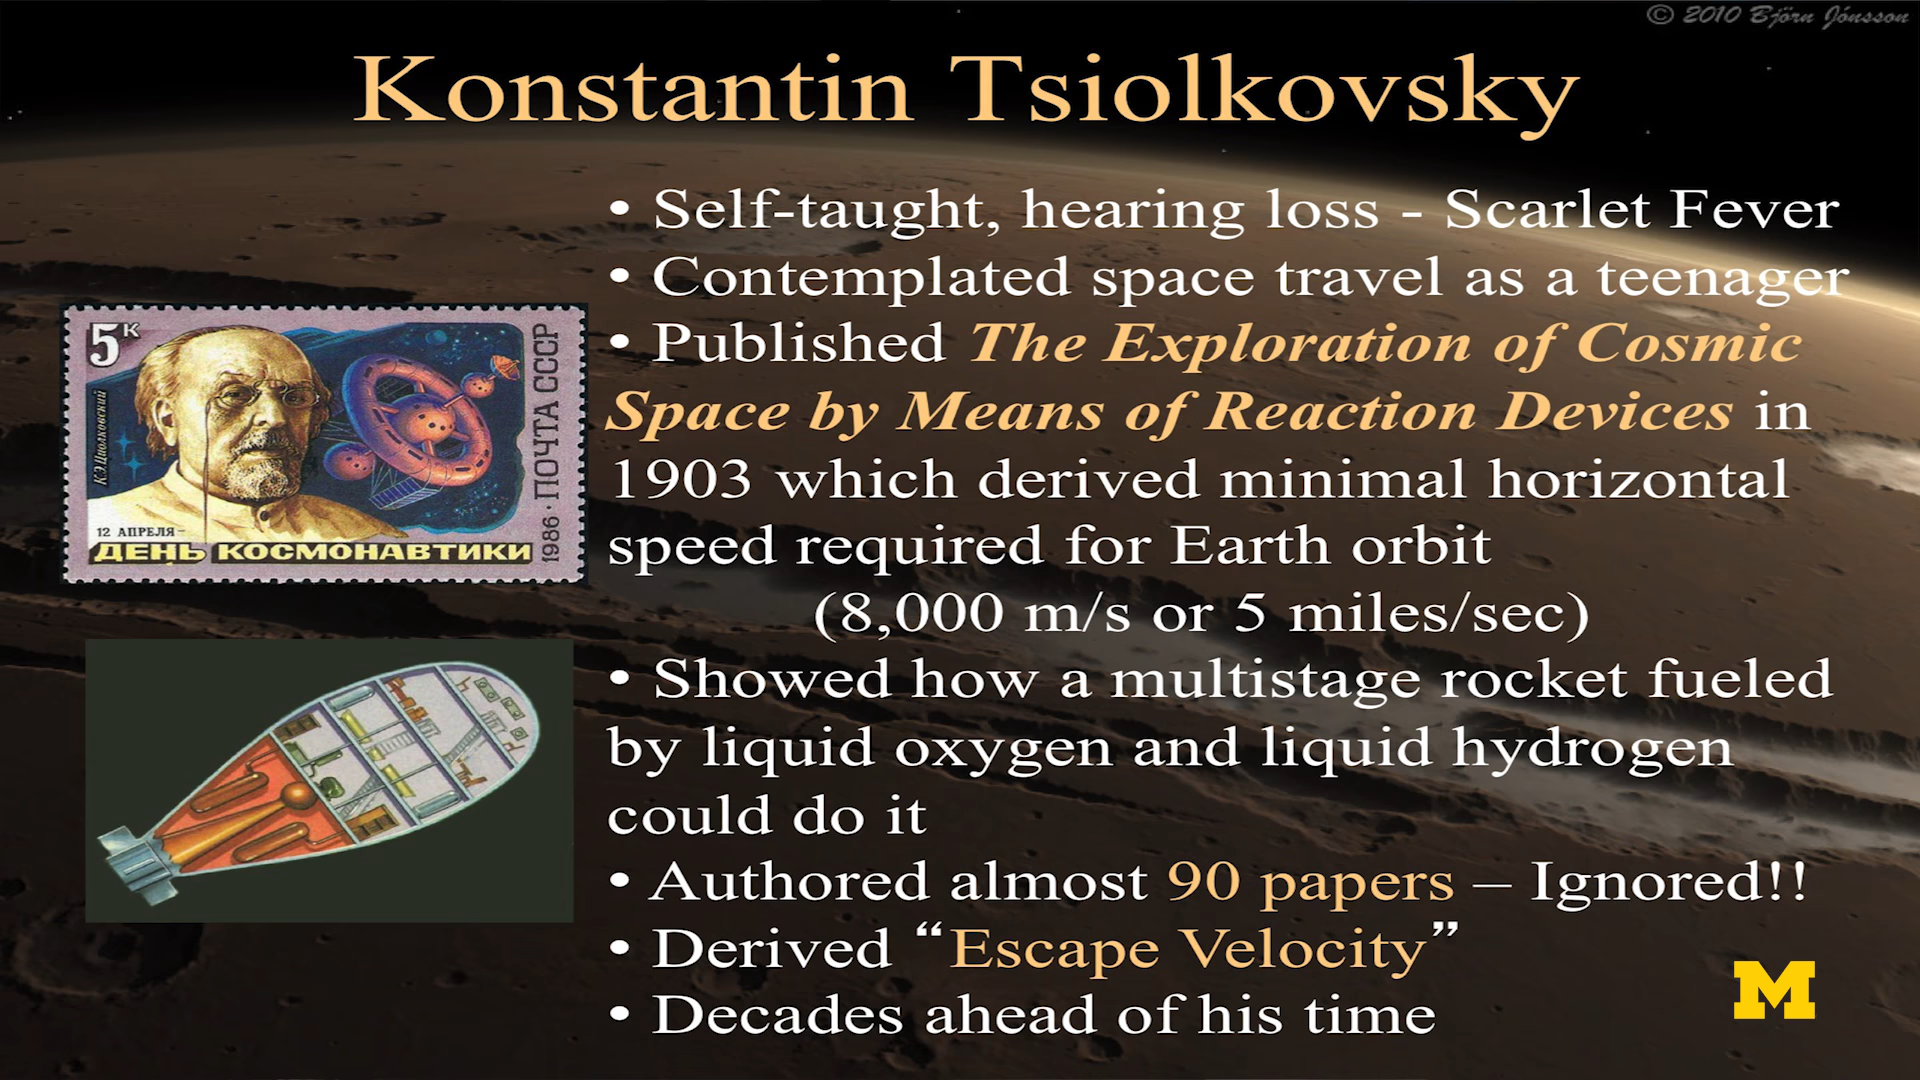 © 2010 Björn Jónsson
Konstantin Tsiolkovsky
• Self-taught, hearing loss - Scarlet Fever
• Contemplated space travel as a teenager
• Published The Exploration of Cosmic
Space by Means of Reaction Devices in
1903 which derived minimal horizontal
speed required for Earth orbit
(8,000 m/s or 5 miles/sec)
• Showed how a multistage rocket fueled
by liquid oxygen and liquid hydrogen
could do it
• Authored almost 90 papers – Ignored!!
• Derived “Escape Velocity”
• Decades ahead of his time
5К
К.Э.Циолковский
12 АПРЕЛЯ–
ДЕНЬ КОСМОНАВТИКИ
1986 · ПОЧТА СССР
M